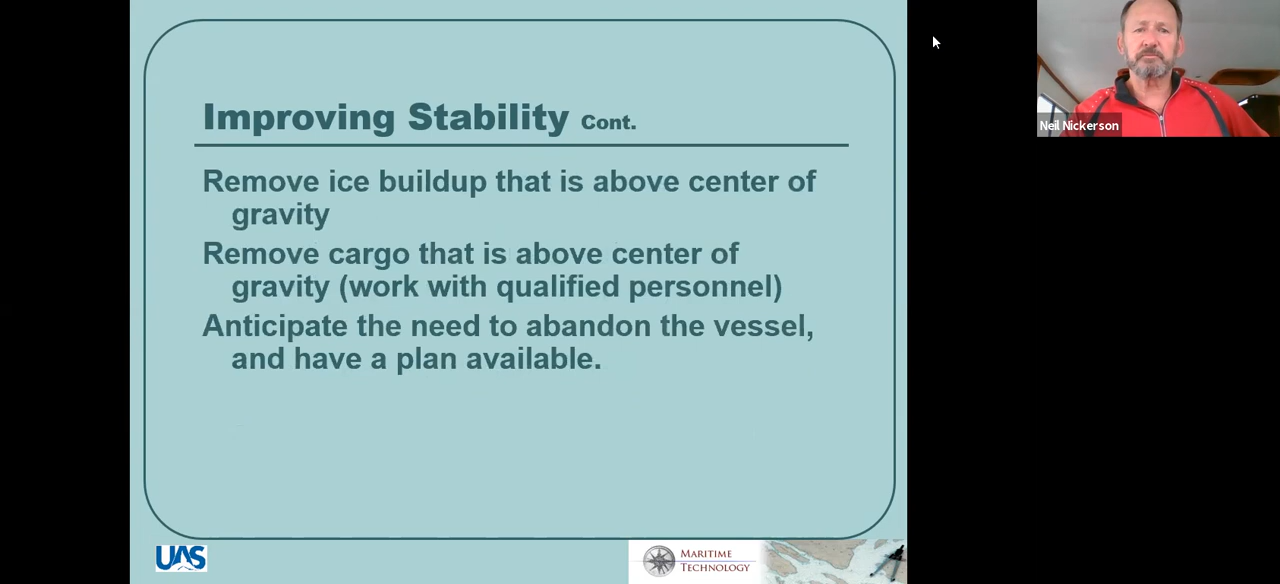 Improving Stability Cont.
Remove ice buildup that is above center of
gravity
Remove cargo that is above center of
gravity (work with qualified personnel)
Anticipate the need to abandon the vessel,
and have a plan available.
UAS
MARITIME
TECHNOLOGY
Neil Nickerson